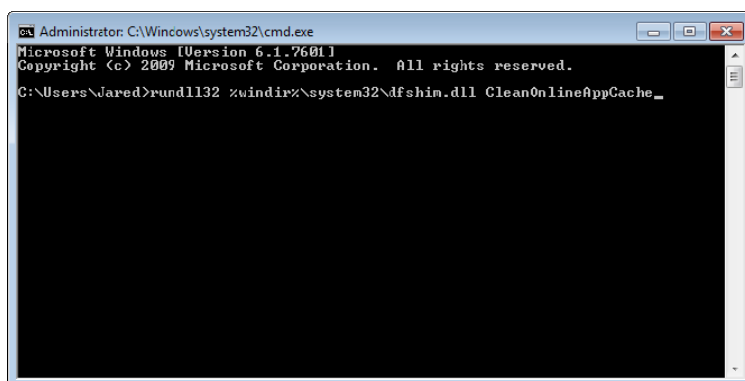 Administrator: C:\Windows\system32\cmd.exe
Microsoft Windows [Version 6.1.7601]
Copyright (c) 2009 Microsoft Corporation.  All rights reserved.
C:\Users\Jared>rundll32 %windir%\system32\dfshim.dll CleanOnlineAppCache_